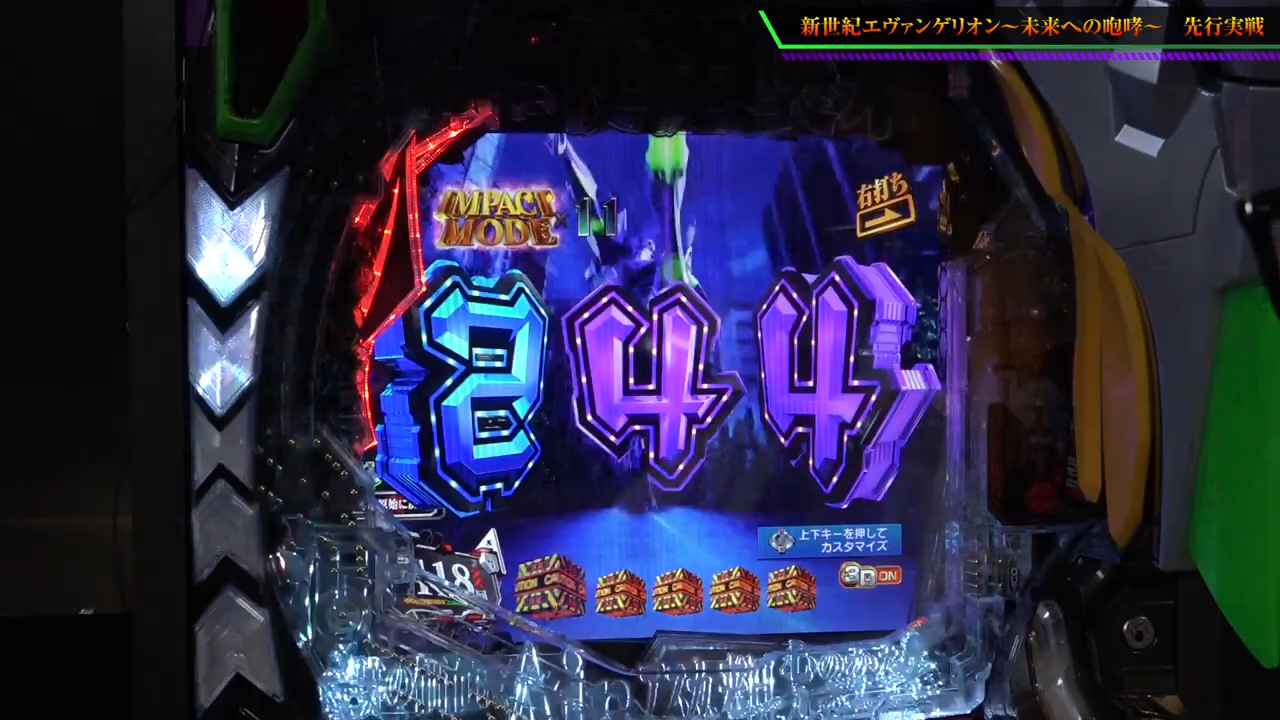 新世紀エヴァンゲリオン〜未来への咆哮〜　先行実戦
IMPACT
MODE
×11
右打ち
244
上下キーを押して
カスタマイズ
3D ON
118